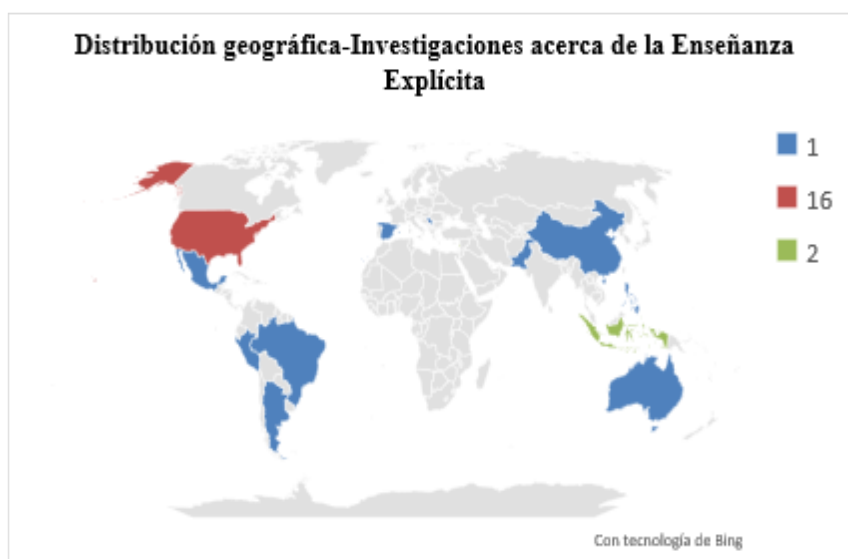 Distribución geográfica-Investigaciones acerca de la Enseñanza
Explícita
1
16
2
Con tecnología de Bing